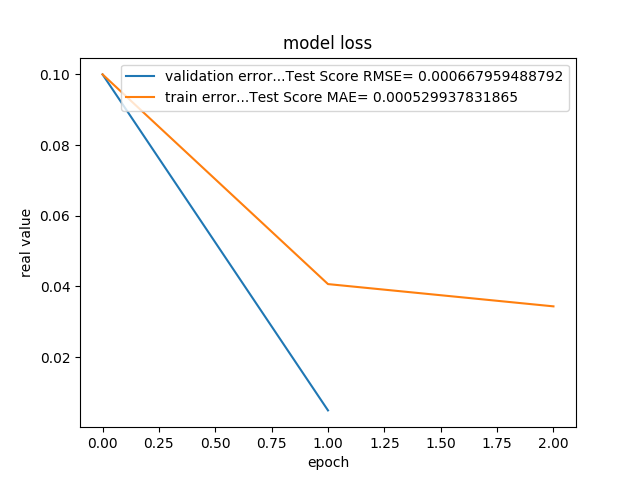 model loss
validation error...Test Score RMSE= 0.000667959488792
train error...Test Score MAE= 0.000529937831865
0.10
0.08
0.06
0.04
0.02
real value
0.00 0.25 0.50 0.75 1.00 1.25 1.50 1.75 2.00
epoch